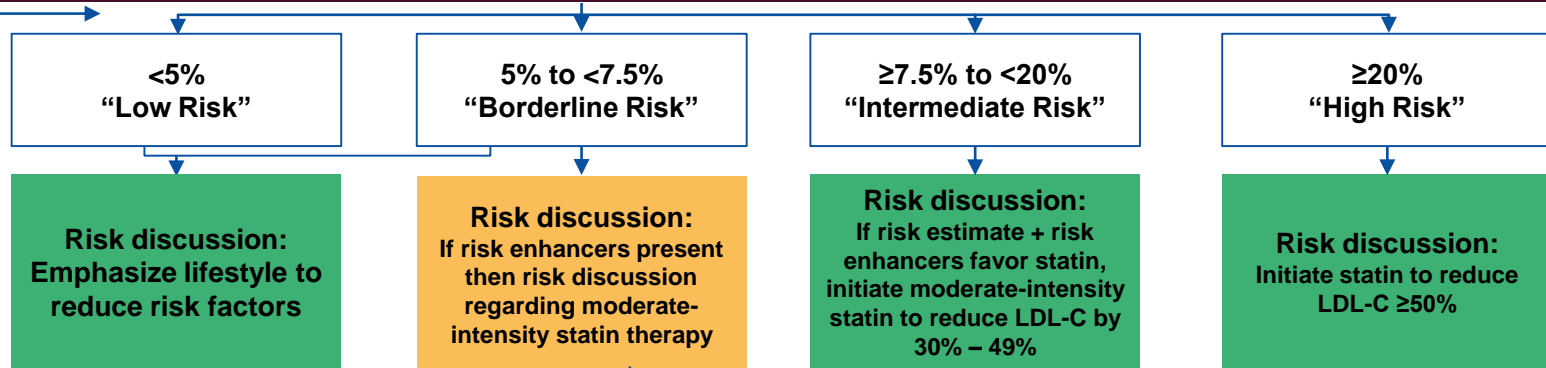 <5%
“Low Risk”
5% to <7.5%
“Borderline Risk”
≥7.5% to <20%
“Intermediate Risk”
≥20%
“High Risk”
Risk discussion:
Emphasize lifestyle to
reduce risk factors
Risk discussion:
If risk enhancers present
then risk discussion
regarding moderate-
intensity statin therapy
Risk discussion:
If risk estimate + risk
enhancers favor statin,
initiate moderate-intensity
statin to reduce LDL-C by
30% – 49%
Risk discussion:
Initiate statin to reduce
LDL-C ≥50%